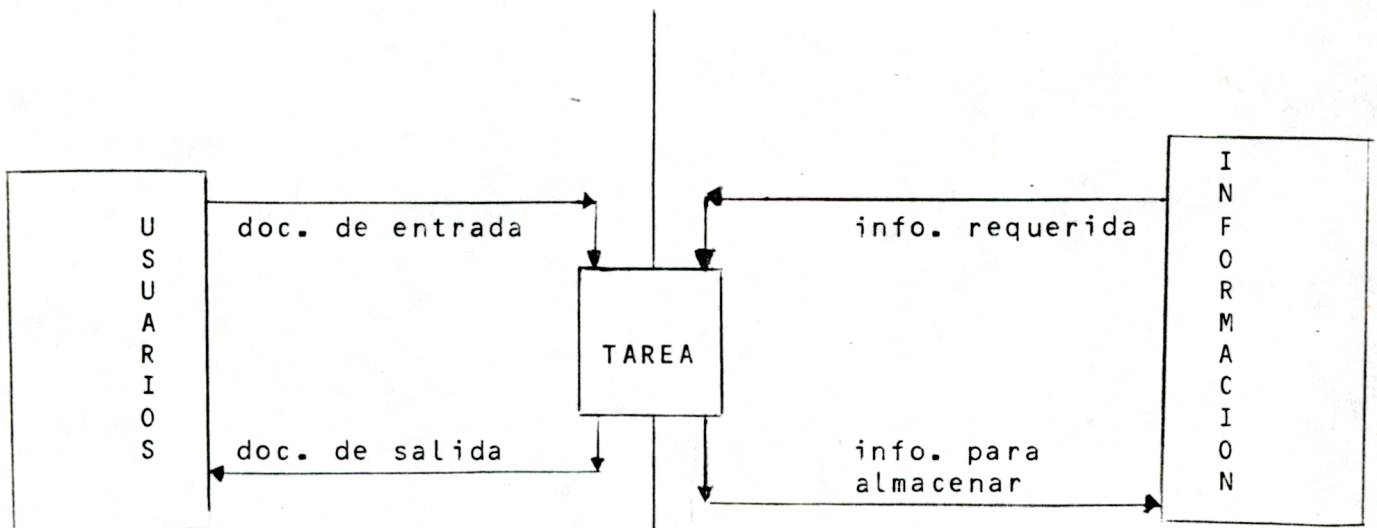 USUARIOS
doc. de entrada
doc. de salida
TAREA
info. requerida
info. para
almacenar
INFORMACION